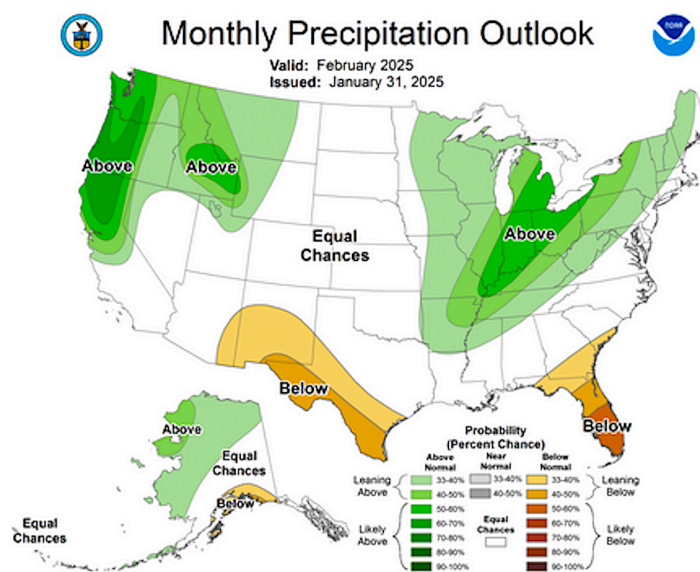 NOAA
Monthly Precipitation Outlook
Valid: February 2025
Issued: January 31, 2025
Above
Above
Equal
Chances
Above
Below
Below
Above
Equal
Chances
Below
Equal
Chances
Probability
(Percent Chance)
Above
Normal
Near
Normal
Below
Normal
Leaning
Above
33-40%
40-50%
33-40%
40-50%
33-40%
40-50%
Leaning
Below
Likely
Above
50-60%
60-70%
70-80%
80-90%
90-100%
Equal
Chances
50-60%
60-70%
70-80%
80-90%
90-100%
Likely
Below